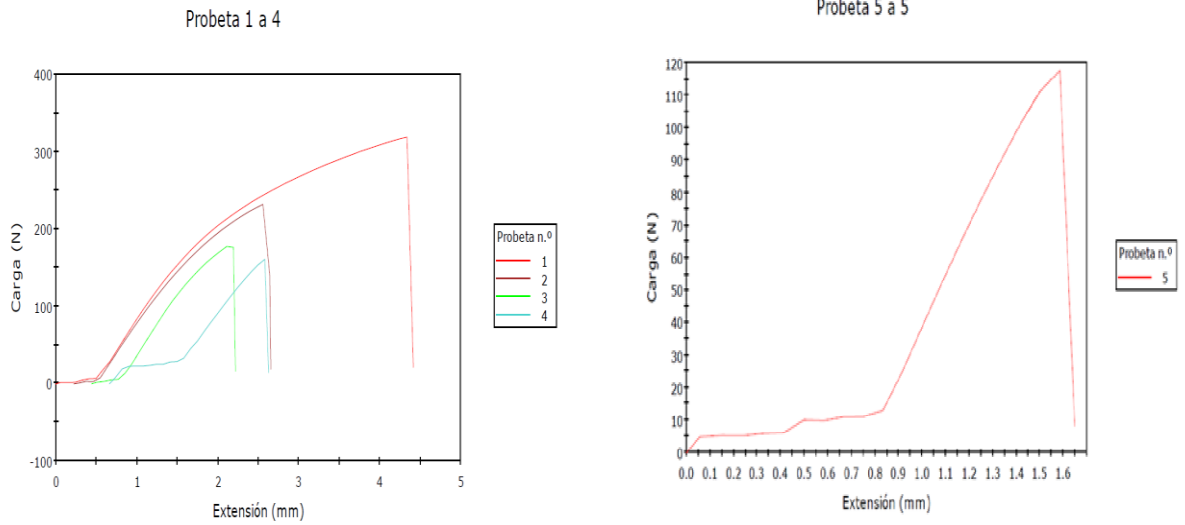 Probeta 1 a 4
400
300
200
100
0
-100
Carga (N)
0 1 2 3 4 5
Extensión (mm)
Probeta n.º
1
2
3
4
Probeta 5 a 5
120
110
100
90
80
70
60
50
40
30
20
10
0
Carga (N)
0.0 0.1 0.2 0.3 0.4 0.5 0.6 0.7 0.8 0.9 1.0 1.1 1.2 1.3 1.4 1.5 1.6
Extensión (mm)
Probeta n.º
5